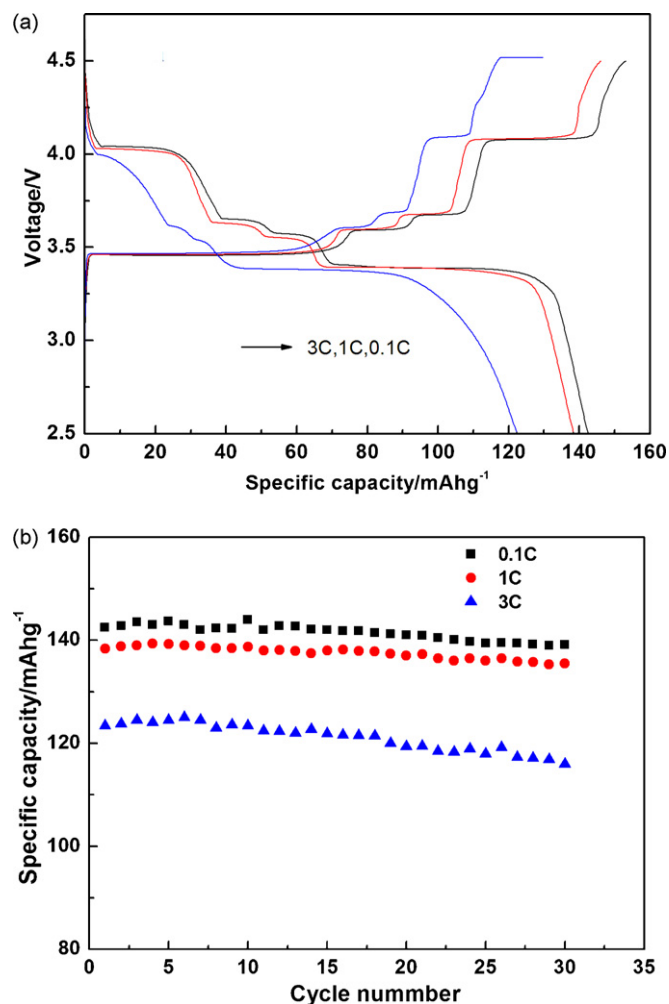 (a)
4.5
4.0
3.5
3.0
2.5
Voltage/V
3C,1C,0.1C
0 20 40 60 80 100 120 140 160
Specific capacity/mAhg-1
(b)
160
140
120
100
80
Specific capacity/mAhg-1
0.1C
1C
3C
0 5 10 15 20 25 30 35
Cycle nummber